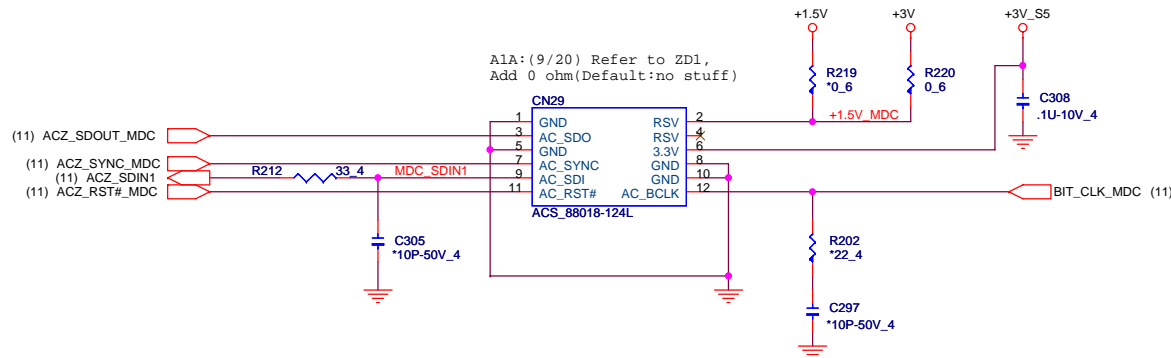 +1.5V +3V +3V_S5
A1A:(9/20) Refer to ZD1,
Add 0 ohm(Default:no stuff)
R219
*0_6
R220
0_6
C308
.1U-10V_4
CN29
+1.5V_MDC
1 GND RSV 2
(11) ACZ_SDOUT_MDC 3 AC_SDO RSV 4
5 GND 3.3V 6
(11) ACZ_SYNC_MDC 7 AC_SYNC GND 8
(11) ACZ_SDIN1 R212 33_4 MDC_SDIN1 9 AC_SDI GND 10
(11) ACZ_RST#_MDC 11 AC_RST# AC_BCLK 12 BIT_CLK_MDC (11)
ACS_88018-124L
C305
*10P-50V_4
R202
*22_4
C297
*10P-50V_4